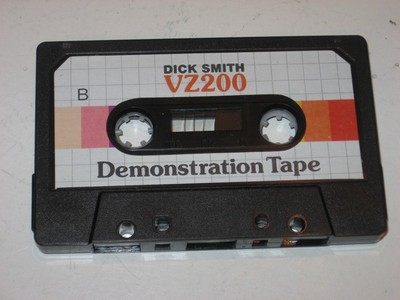 DICK SMITH
VZ200
B
Demonstration Tape